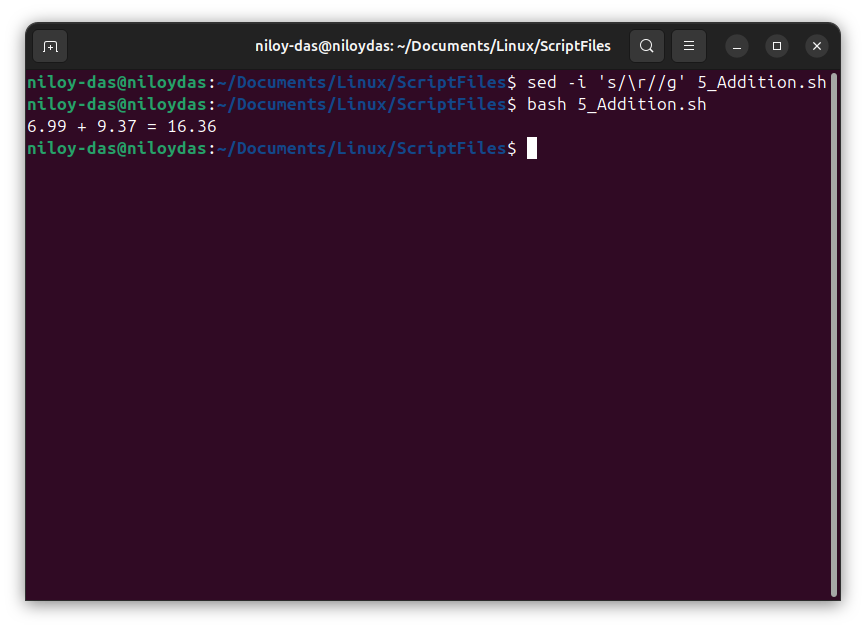 niloy-das@niloydas: ~/Documents/Linux/ScriptFiles
niloy-das@niloydas:~/Documents/Linux/ScriptFiles$ sed -i 's/\r//g' 5_Addition.sh
niloy-das@niloydas:~/Documents/Linux/ScriptFiles$ bash 5_Addition.sh
6.99 + 9.37 = 16.36
niloy-das@niloydas:~/Documents/Linux/ScriptFiles$